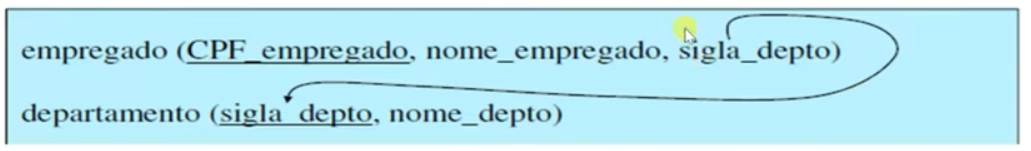 empregado (CPF_empregado, nome_empregado, sigla_depto)
departamento (sigla_depto, nome_depto)